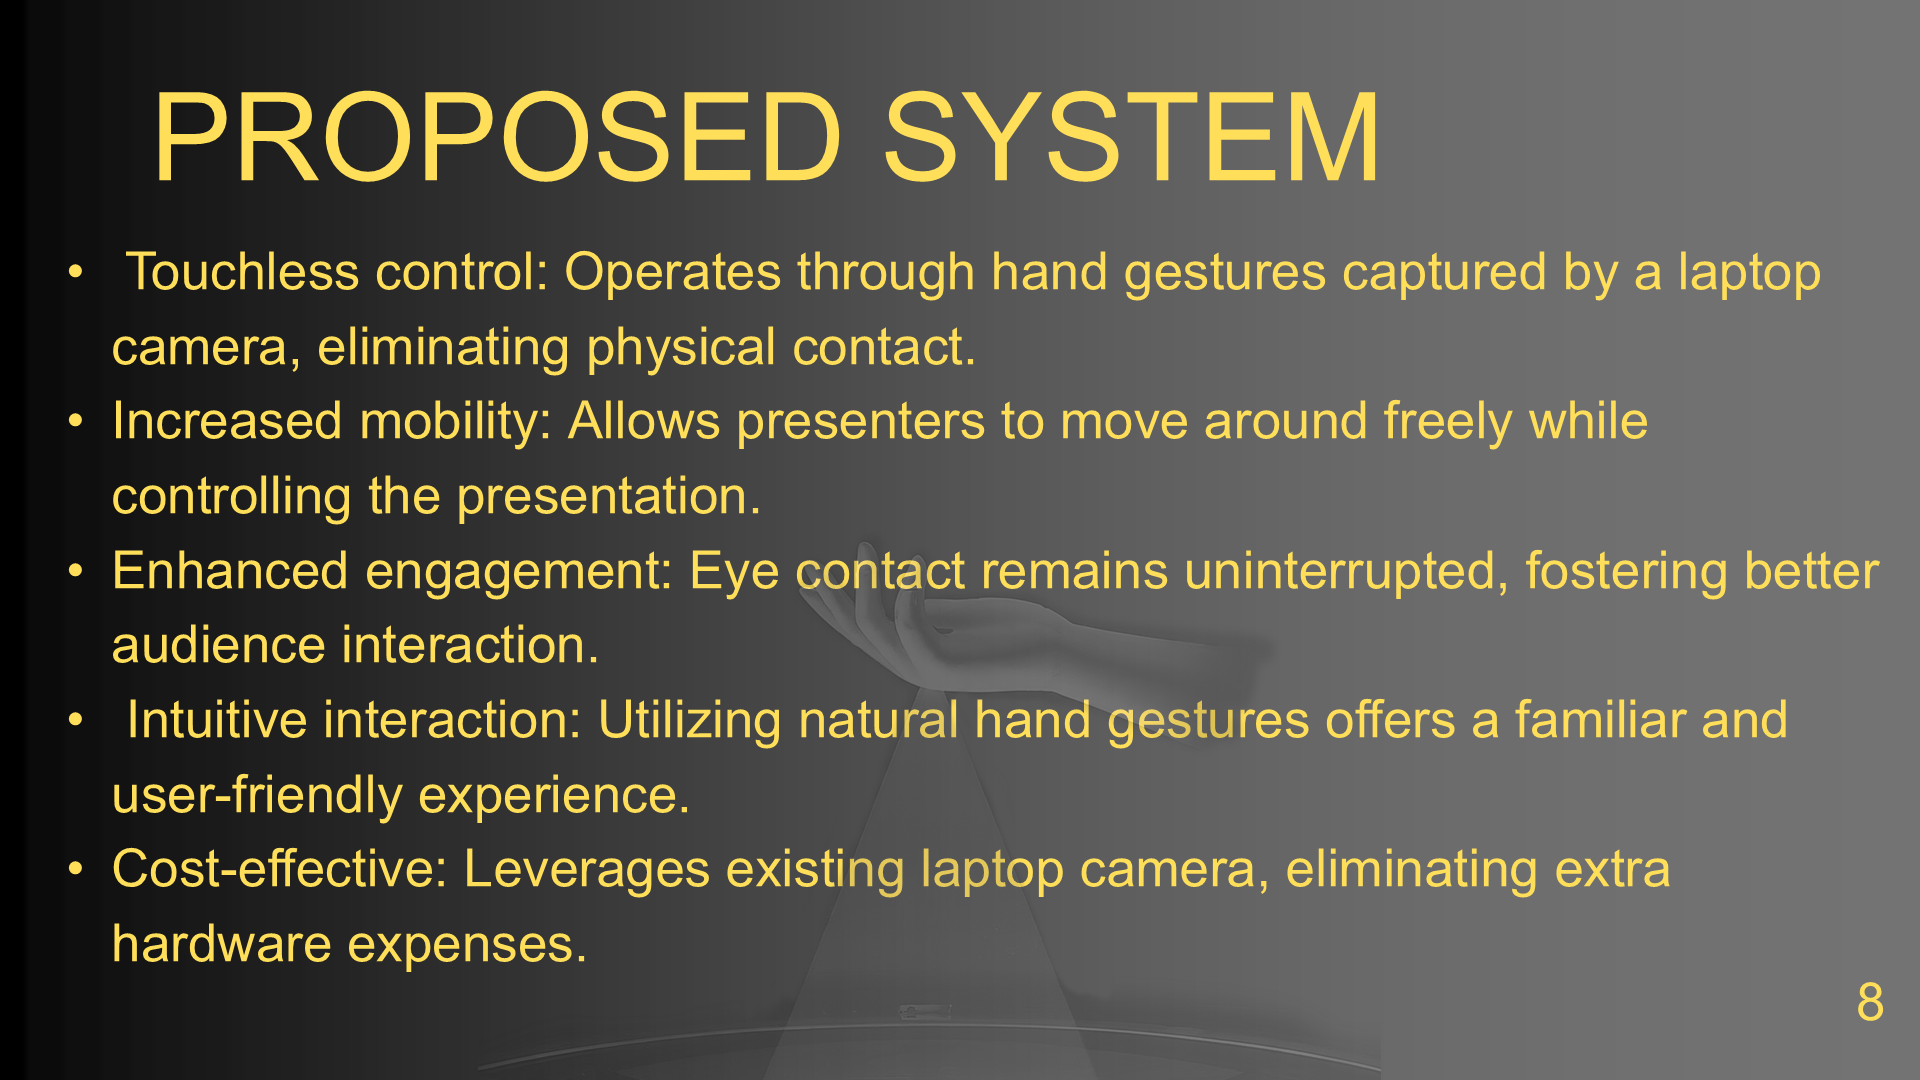 PROPOSED SYSTEM
• Touchless control: Operates through hand gestures captured by a laptop
camera, eliminating physical contact.
• Increased mobility: Allows presenters to move around freely while
controlling the presentation.
• Enhanced engagement: Eye contact remains uninterrupted, fostering better
audience interaction.
• Intuitive interaction: Utilizing natural hand gestures offers a familiar and
user-friendly experience.
• Cost-effective: Leverages existing laptop camera, eliminating extra
hardware expenses.
8